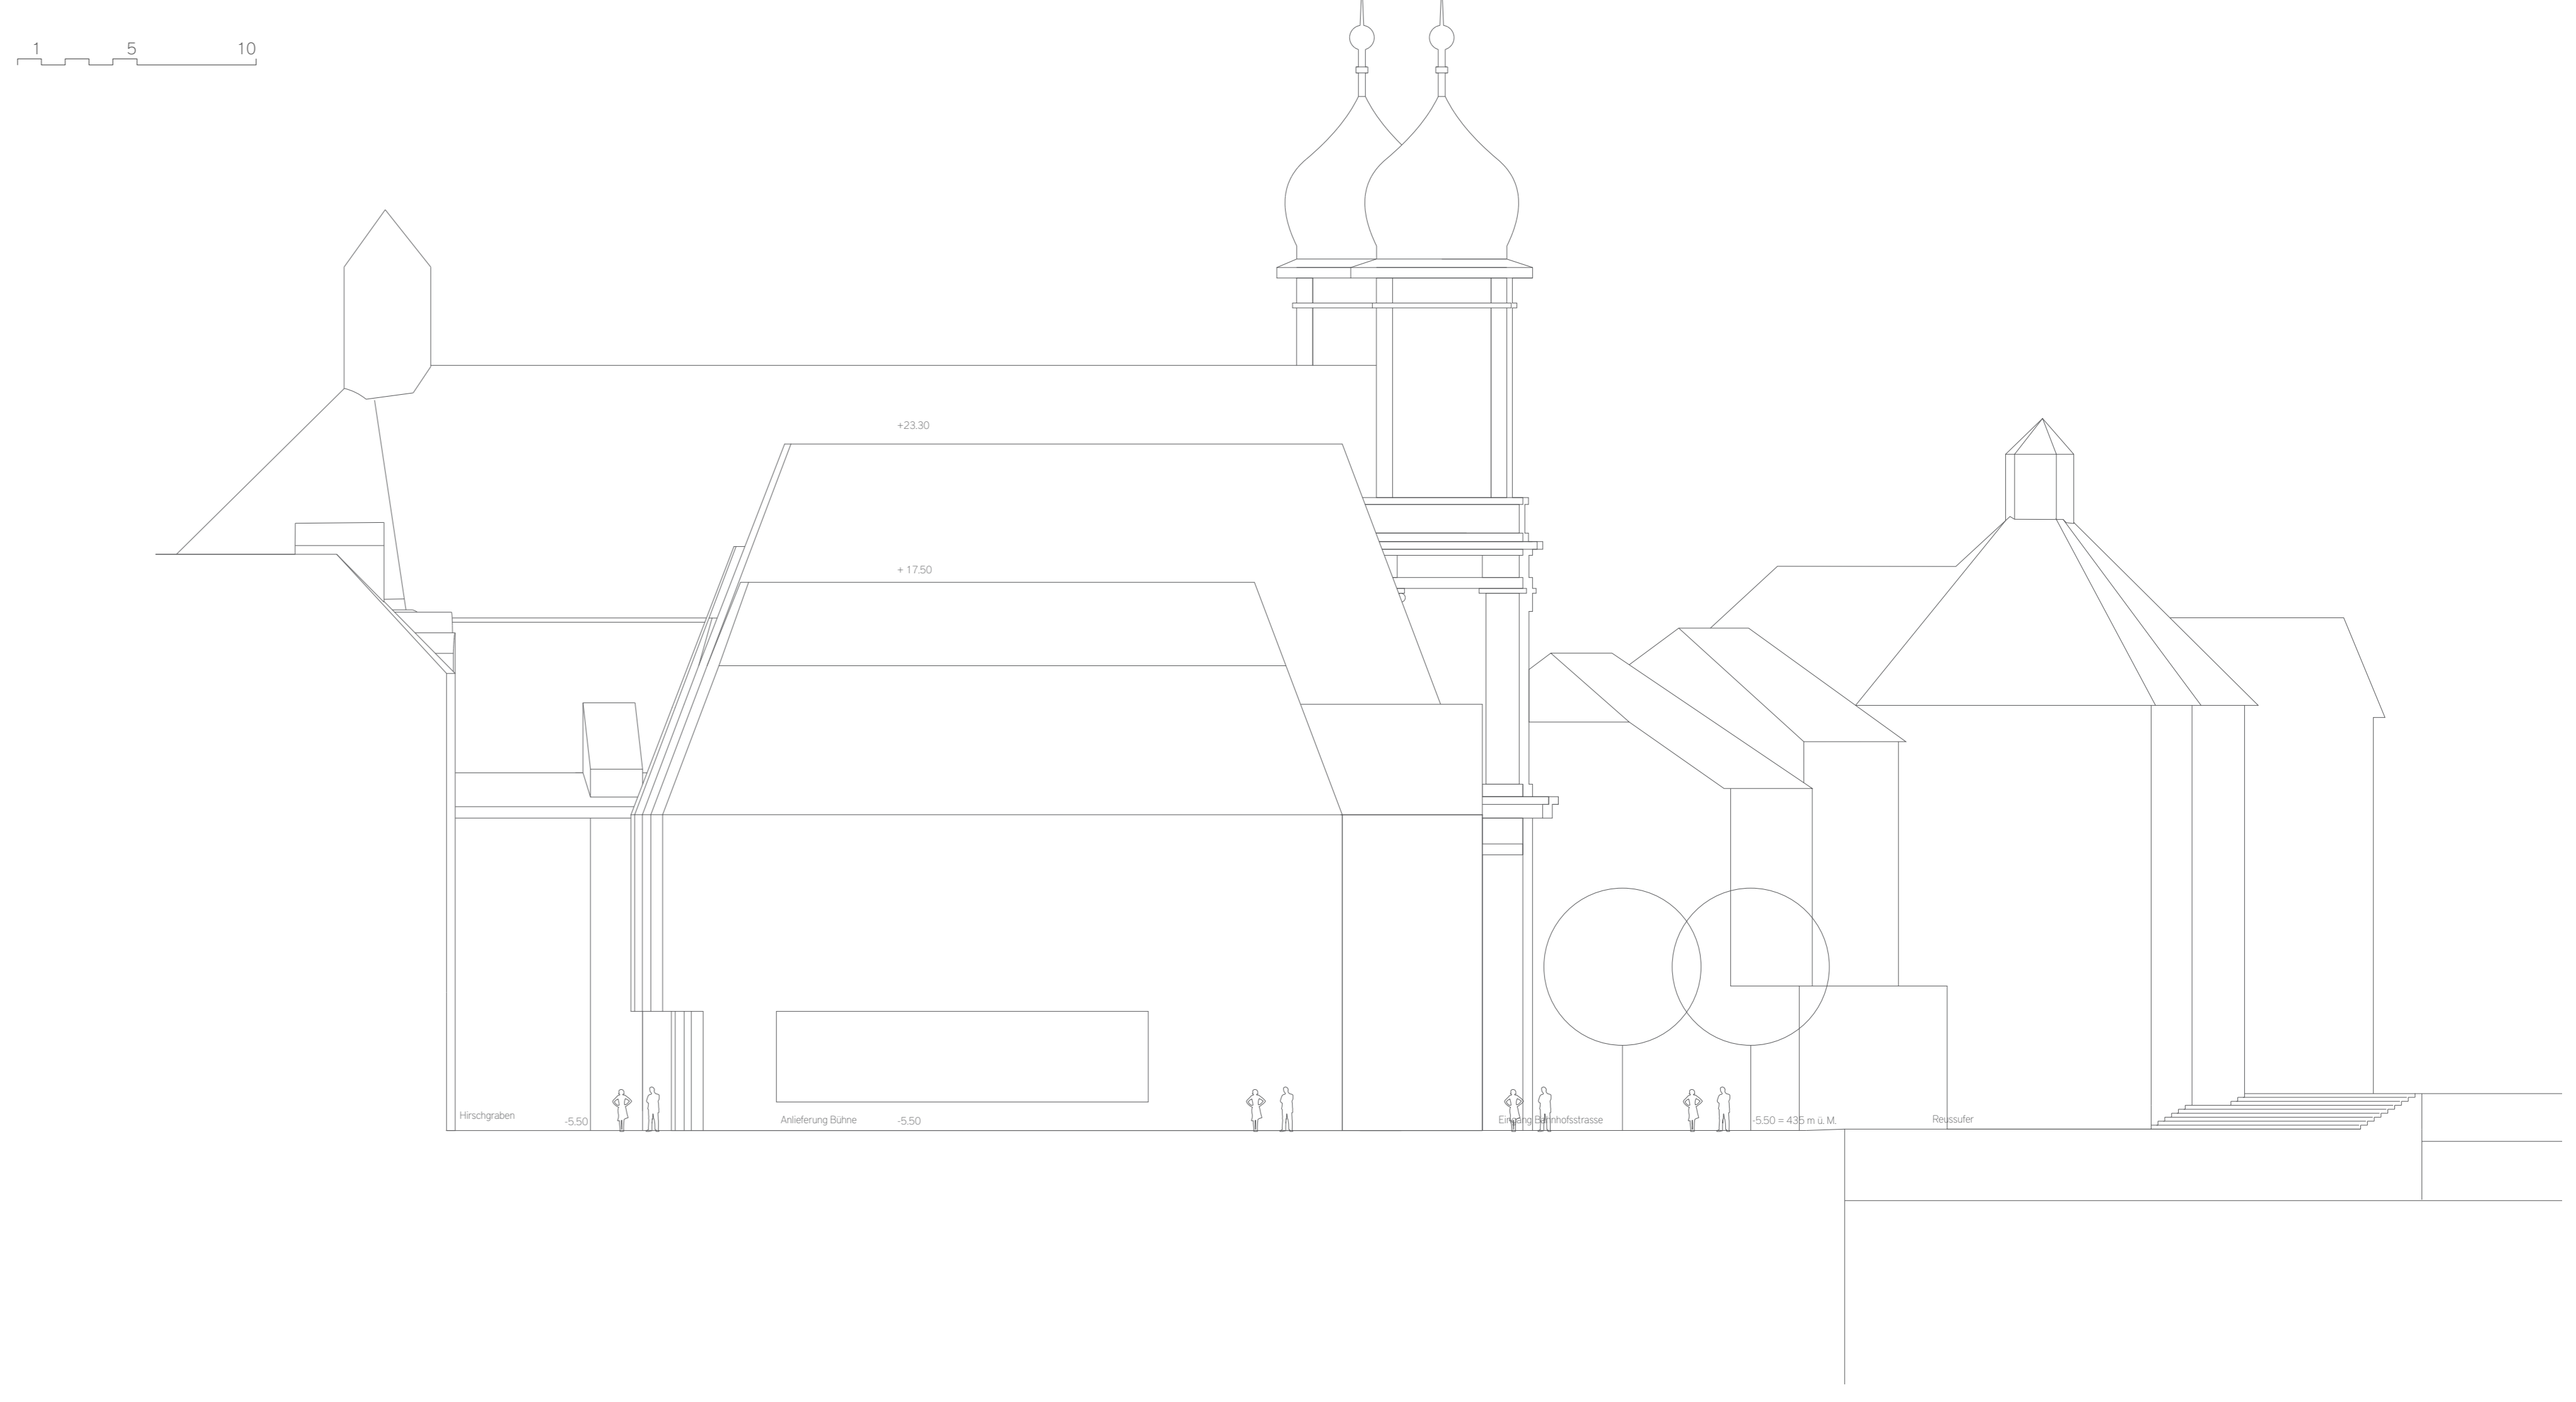 1 5 10
+23.30
+ 17.50
Hirschgraben
-5.50
Anlieferung Bühne
-5.50
Eingang Bahnhofsstrasse
-5.50 = 435 m ü. M.
Reussufer